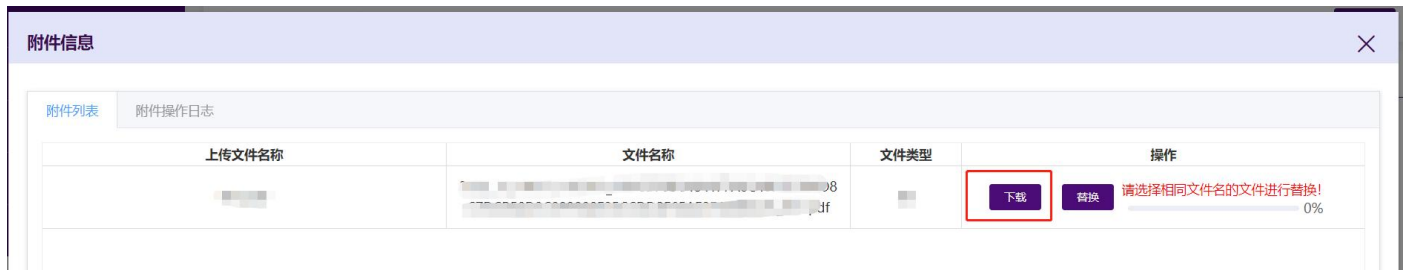 附件信息
附件列表 附件操作日志
上传文件名称 文件名称 文件类型 操作
下载 替换 请选择相同文件名的文件进行替换!
0%